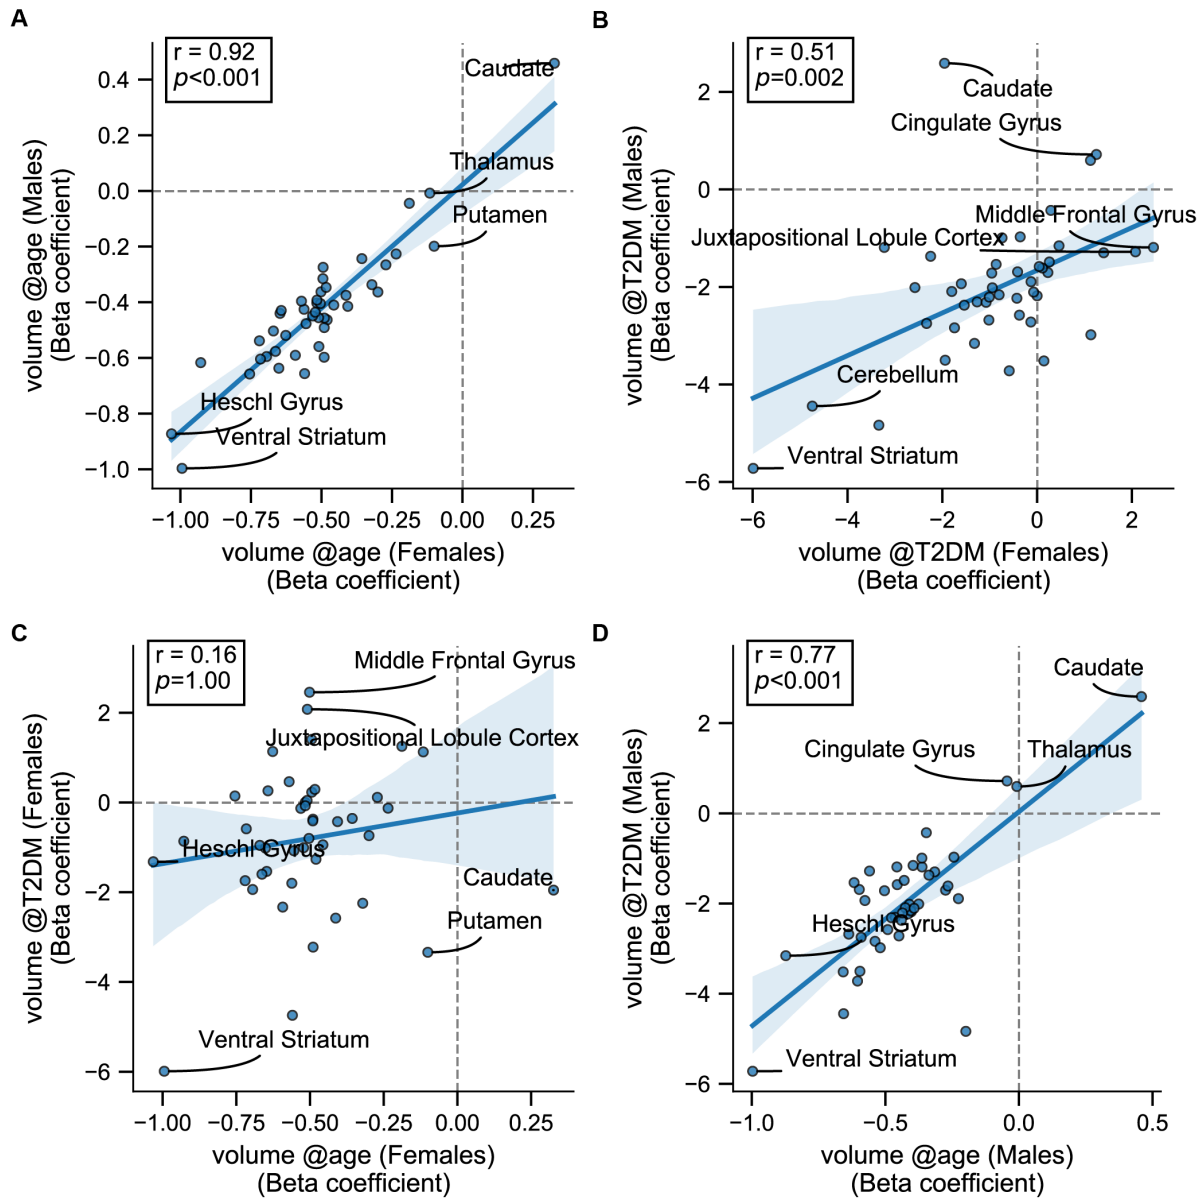 A
r = 0.92
p<0.001
Caudate
Thalamus
Putamen
Heschl Gyrus
Ventral Striatum
0.4
0.2
0.0
−0.2
−0.4
−0.6
−0.8
−1.0
−1.00 −0.75 −0.50 −0.25 0.00 0.25
volume @age (Females)
(Beta coefficient)
volume @age (Males)
(Beta coefficient)
B
r = 0.51
p=0.002
Caudate
Cingulate Gyrus
Middle Frontal Gyrus
Juxtapositional Lobule Cortex
Cerebellum
Ventral Striatum
2
0
−2
−4
−6
−6 −4 −2 0 2
volume @T2DM (Females)
(Beta coefficient)
volume @T2DM (Males)
(Beta coefficient)
C
r = 0.16
p=1.00
Middle Frontal Gyrus
Juxtapositional Lobule Cortex
Heschl Gyrus
Caudate
Putamen
Ventral Striatum
2
0
−2
−4
−6
−1.00 −0.75 −0.50 −0.25 0.00 0.25
volume @age (Females)
(Beta coefficient)
volume @T2DM (Females)
(Beta coefficient)
D
r = 0.77
p<0.001
Caudate
Cingulate Gyrus
Thalamus
Heschl Gyrus
Ventral Striatum
2
0
−2
−4
−6
−1.0 −0.5 0.0 0.5
volume @age (Males)
(Beta coefficient)
volume @T2DM (Males)
(Beta coefficient)